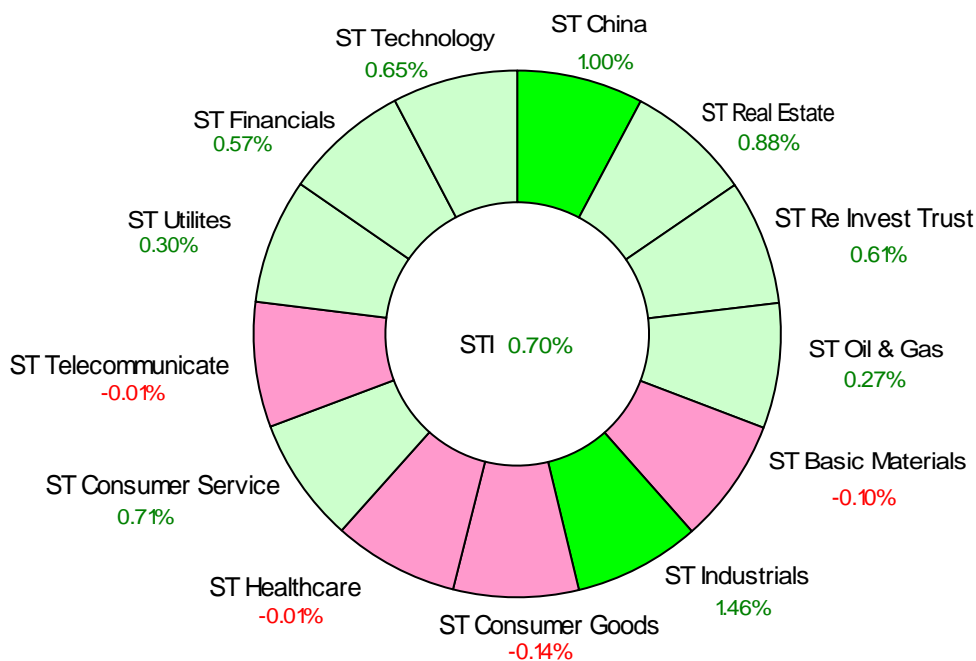 ST China
1.00%
ST Real Estate
0.88%
ST Re Invest Trust
0.61%
ST Oil & Gas
0.27%
ST Basic Materials
-0.10%
ST Industrials
1.46%
ST Consumer Goods
-0.14%
ST Healthcare
-0.01%
ST Consumer Service
0.71%
ST Telecommunicate
-0.01%
ST Utilites
0.30%
ST Financials
0.57%
ST Technology
0.65%
STI 0.70%